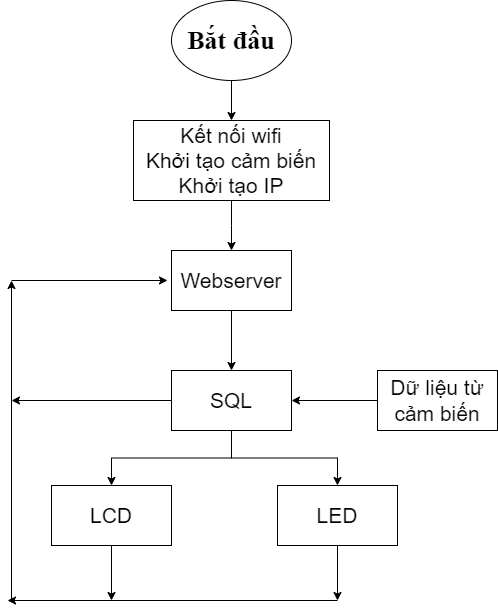 Bắt đầu
Kết nối wifi
Khởi tạo cảm biến
Khởi tạo IP
Webserver
SQL
Dữ liệu từ
cảm biến
LCD
LED